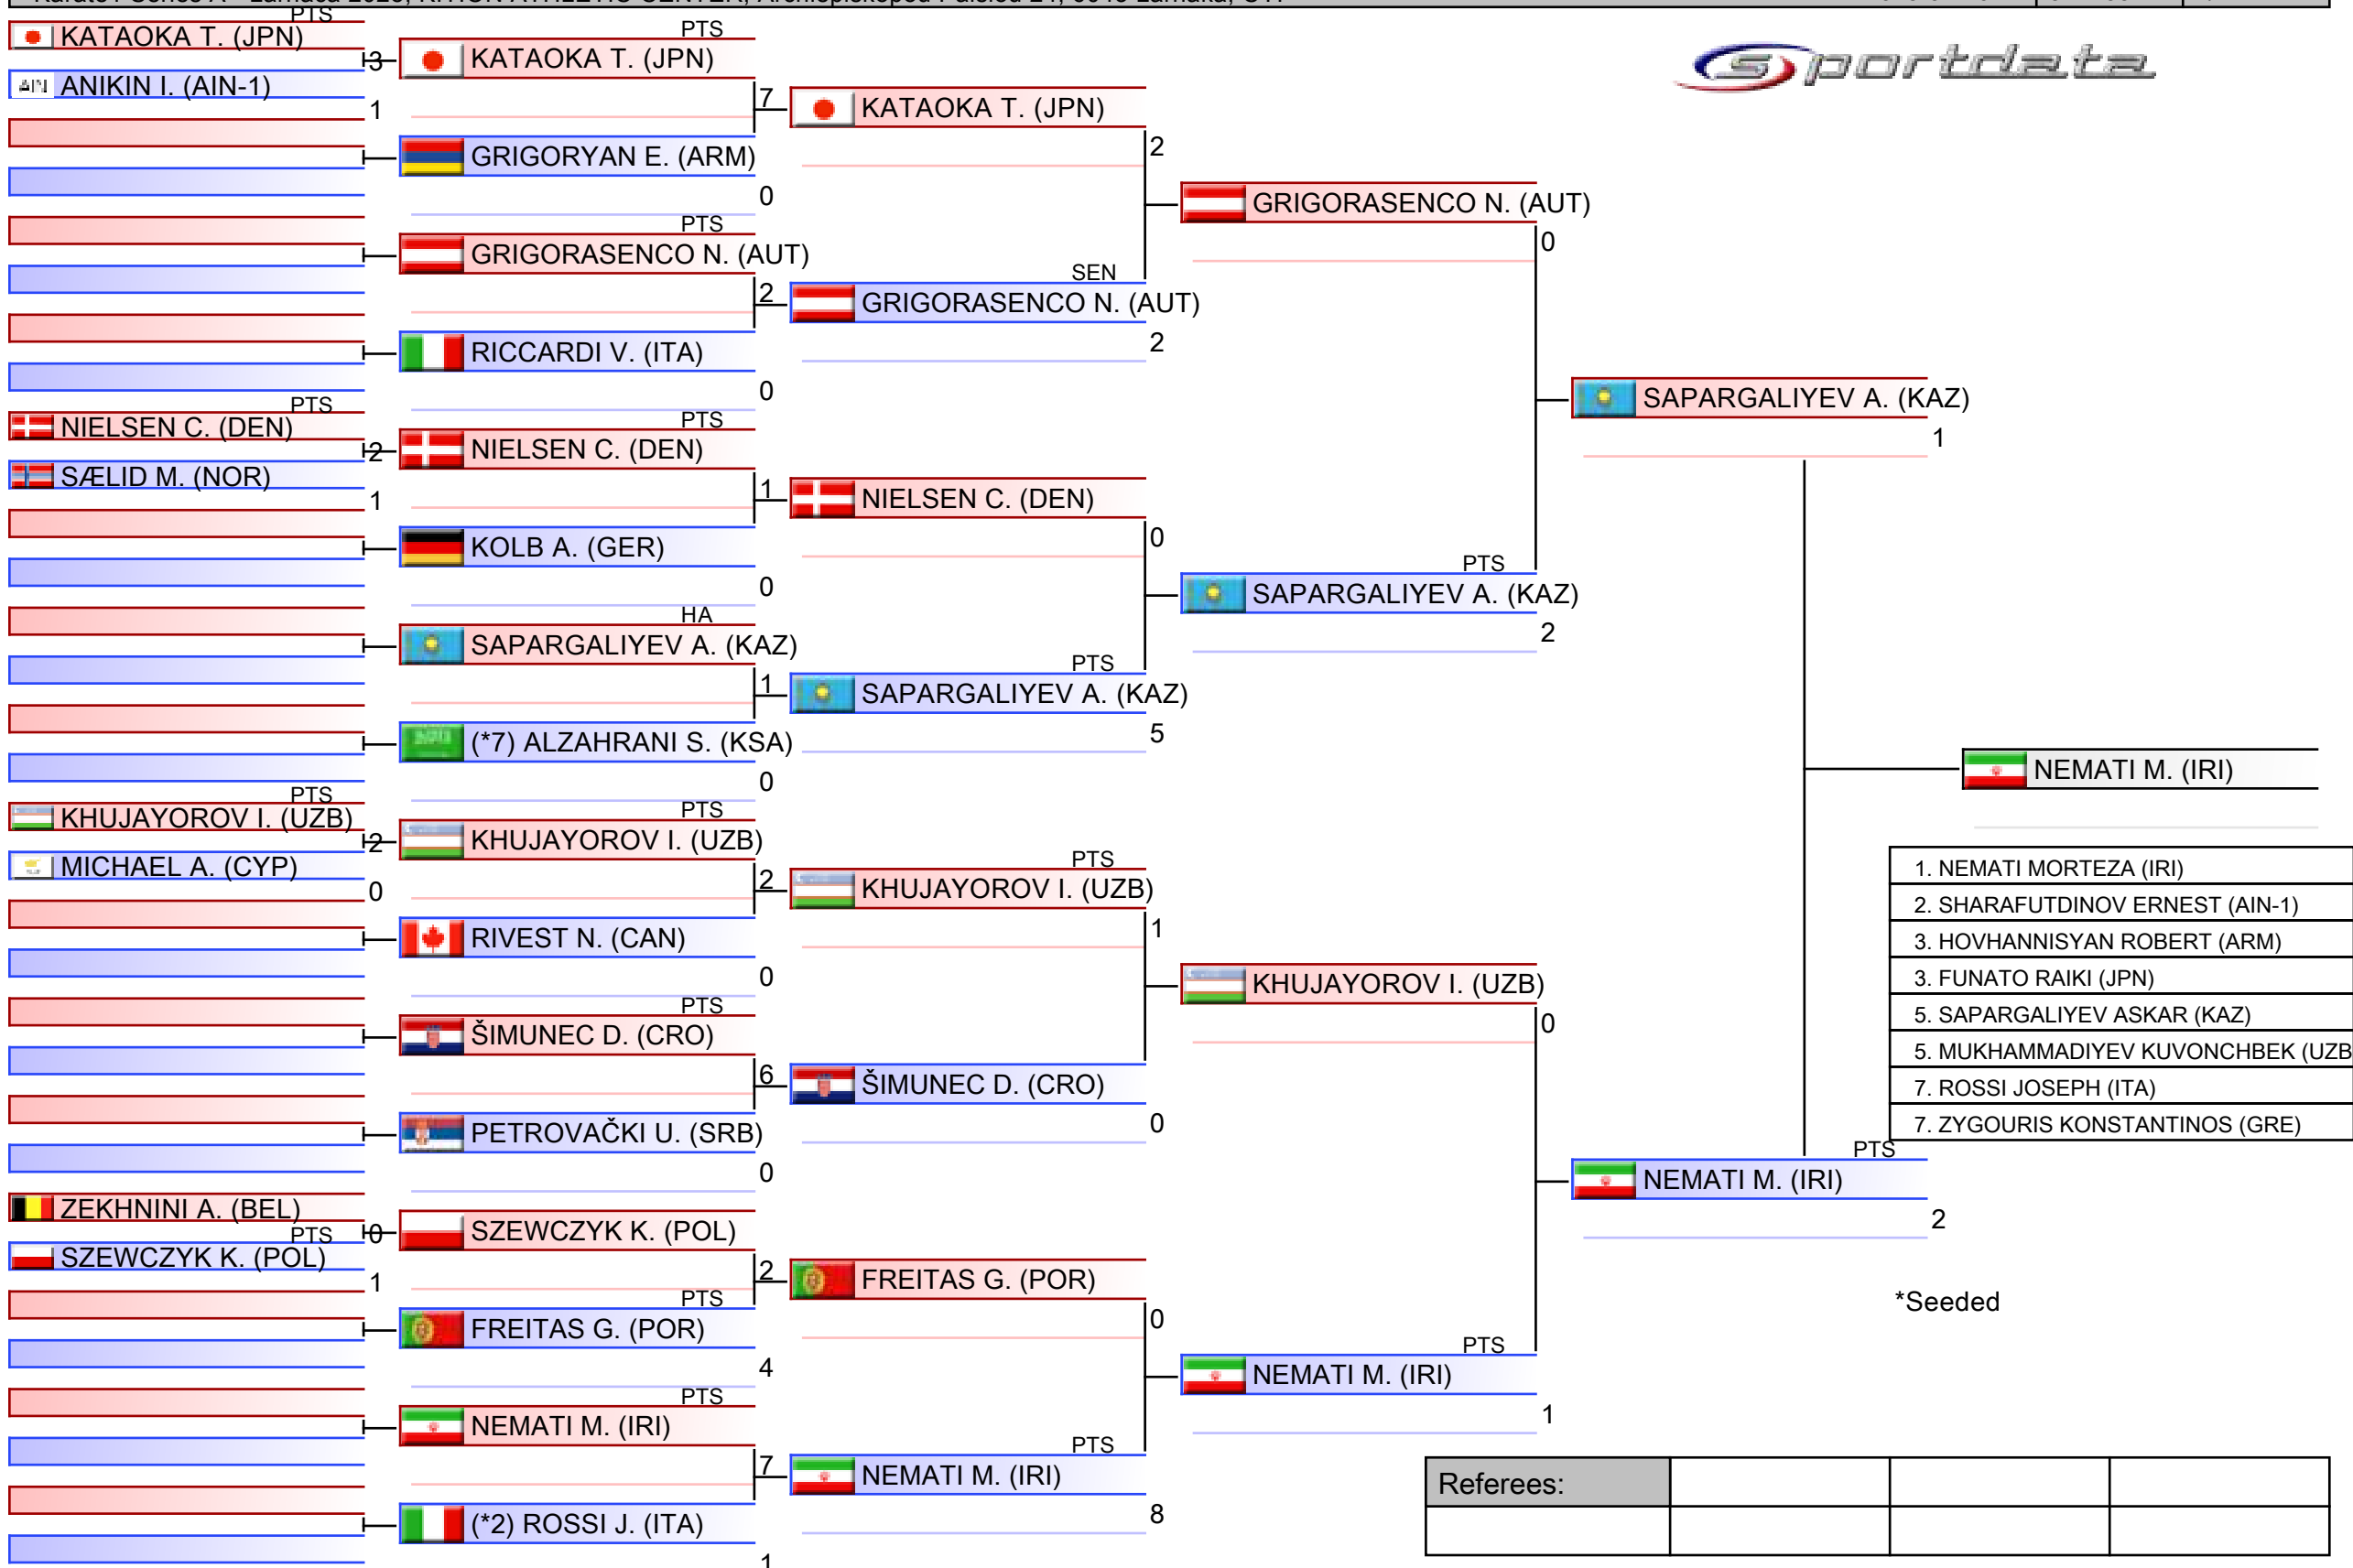 PTS
KATAOKA T. (JPN)
3
AIN ANIKIN I. (AIN-1)
1
NIELSEN C. (DEN)
PTS
2
SÆLID M. (NOR)
1
KHUJAYOROV I. (UZB)
PTS
2
MICHAEL A. (CYP)
0
ZEKHNINI A. (BEL)
0
PTS
SZEWCZYK K. (POL)
1
PTS
KATAOKA T. (JPN)
7
GRIGORYAN E. (ARM)
0
PTS
GRIGORASENCO N. (AUT)
2
RICCARDI V. (ITA)
0
PTS
NIELSEN C. (DEN)
1
KOLB A. (GER)
0
HA
SAPARGALIYEV A. (KAZ)
1
(*7) ALZAHRANI S. (KSA)
0
PTS
KHUJAYOROV I. (UZB)
2
RIVEST N. (CAN)
0
PTS
ŠIMUNEC D. (CRO)
6
PETROVAČKI U. (SRB)
0
SZEWCZYK K. (POL)
2
PTS
FREITAS G. (POR)
4
PTS
NEMATI M. (IRI)
7
(*2) ROSSI J. (ITA)
1
KATAOKA T. (JPN)
2
SEN
GRIGORASENCO N. (AUT)
2
NIELSEN C. (DEN)
0
PTS
SAPARGALIYEV A. (KAZ)
5
PTS
KHUJAYOROV I. (UZB)
1
ŠIMUNEC D. (CRO)
0
FREITAS G. (POR)
0
PTS
NEMATI M. (IRI)
8
GRIGORASENCO N. (AUT)
0
PTS
SAPARGALIYEV A. (KAZ)
2
KHUJAYOROV I. (UZB)
0
PTS
NEMATI M. (IRI)
1
SAPARGALIYEV A. (KAZ)
1
PTS
NEMATI M. (IRI)
2
NEMATI M. (IRI)
sportdata
1. NEMATI MORTEZA (IRI)
2. SHARAFUTDINOV ERNEST (AIN-1)
3. HOVHANNISYAN ROBERT (ARM)
3. FUNATO RAIKI (JPN)
5. SAPARGALIYEV ASKAR (KAZ)
5. MUKHAMMADIYEV KUVONCHBEK (UZB
7. ROSSI JOSEPH (ITA)
7. ZYGOURIS KONSTANTINOS (GRE)
*Seeded
Referees: